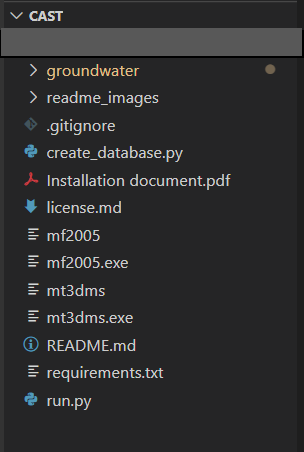 CAST
groundwater
readme_images
.gitignore
create_database.py
Installation document.pdf
license.md
mf2005
mf2005.exe
mt3dms
mt3dms.exe
README.md
requirements.txt
run.py